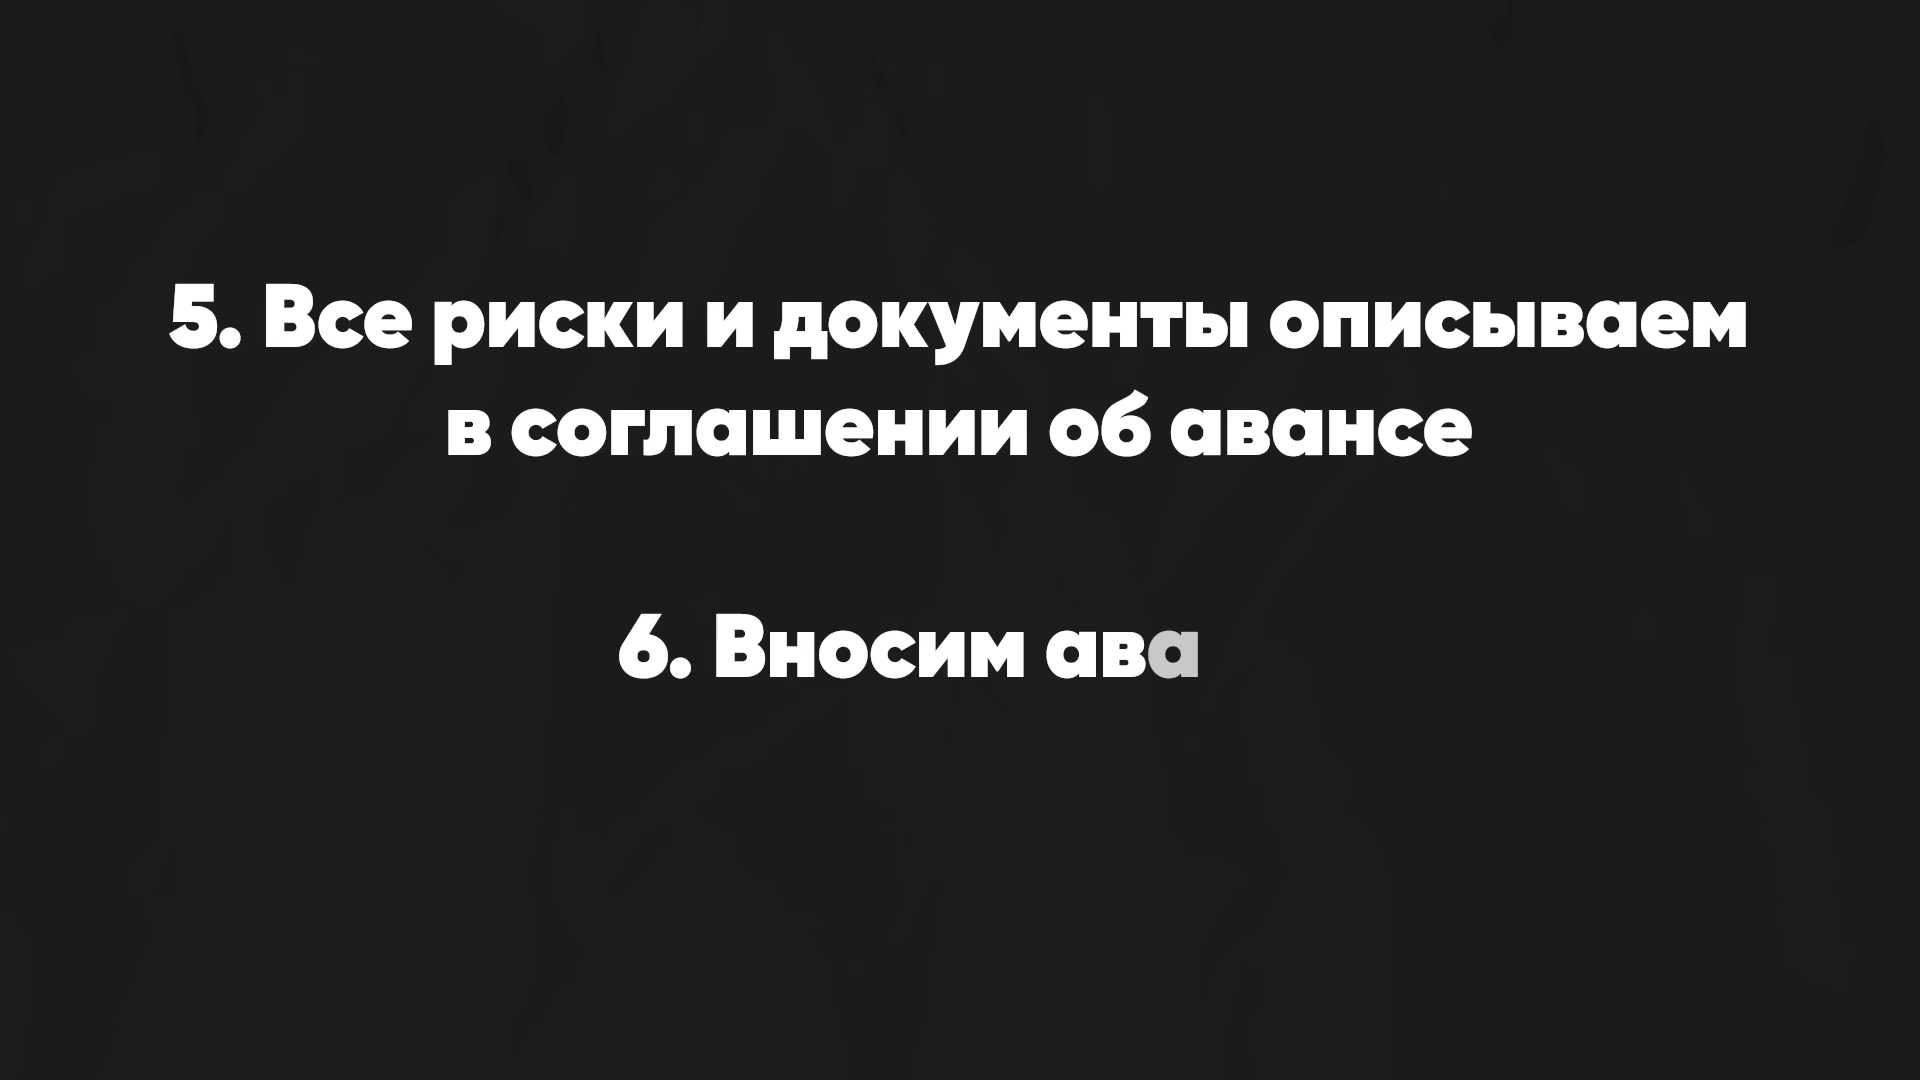 5. Все риски и документы описываем
в соглашении об авансе
6. Вносим ава